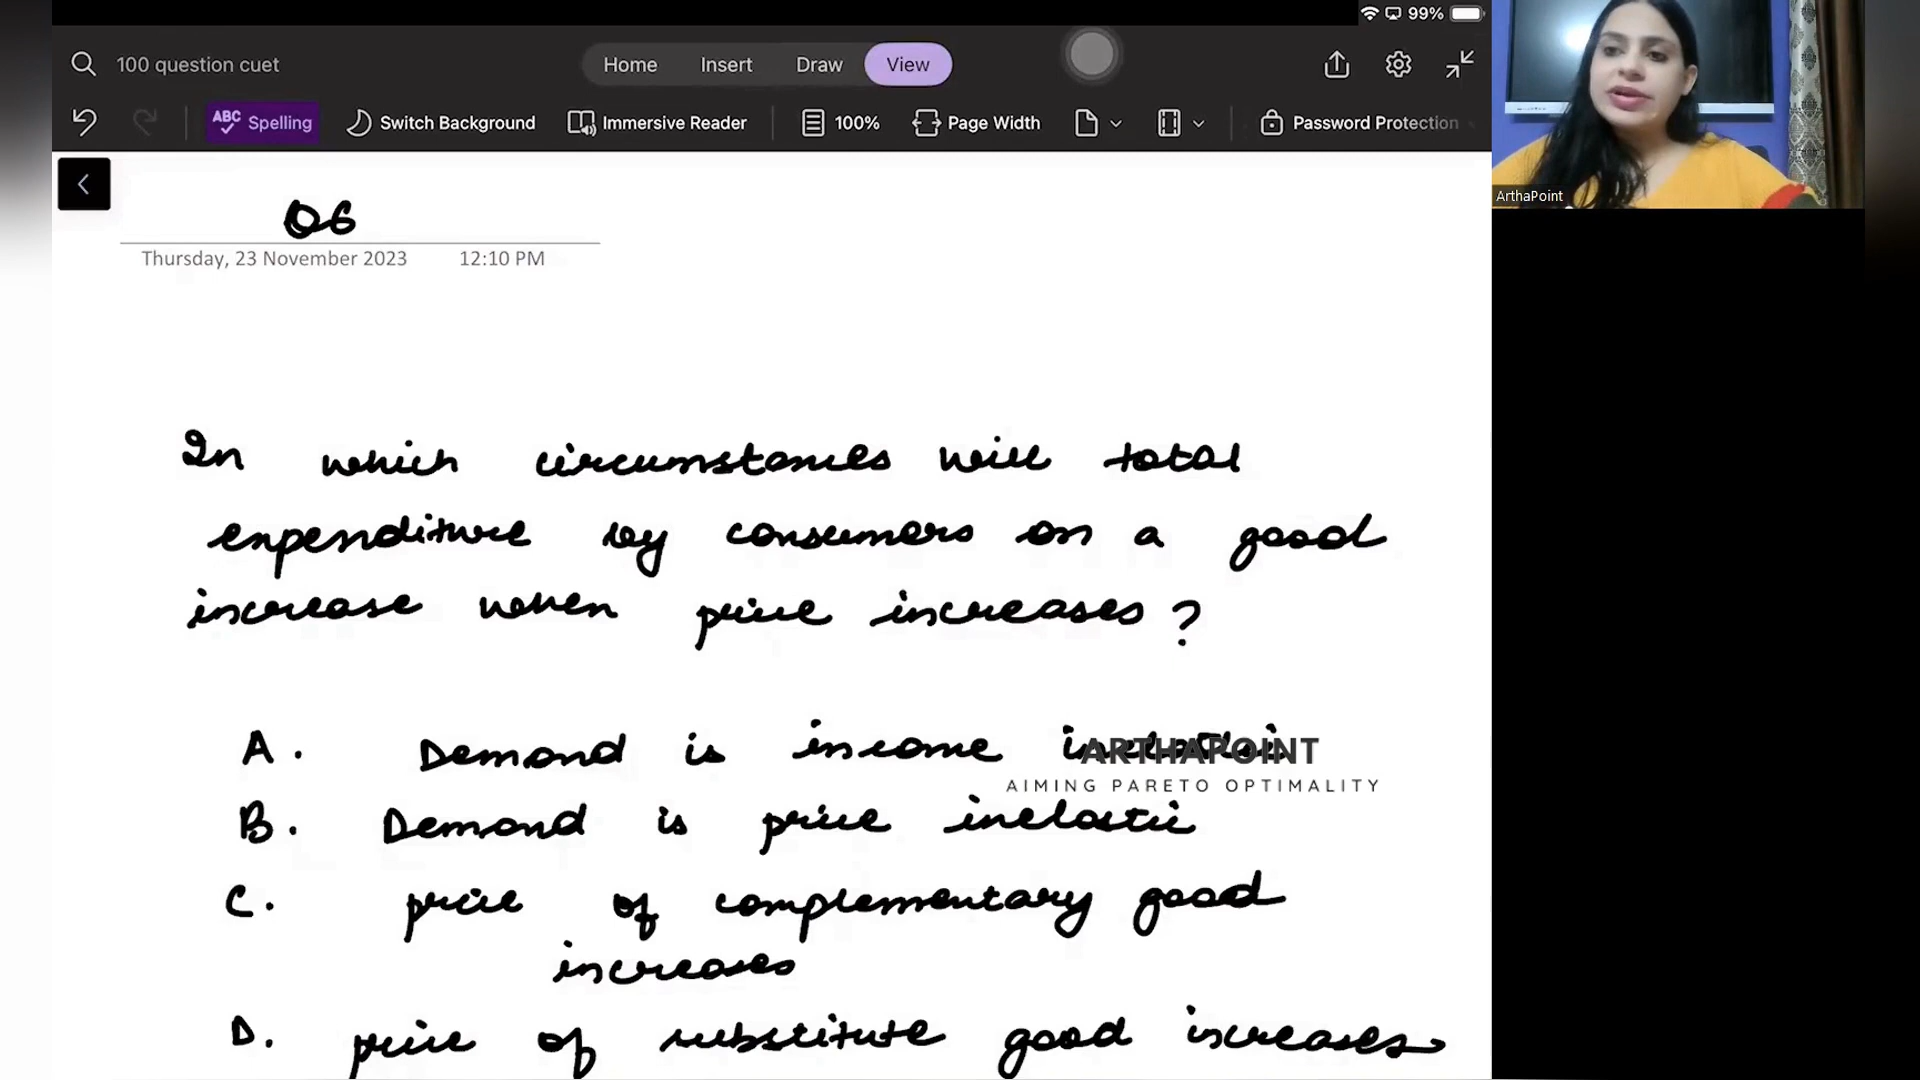 99%
100 question cuet
Home Insert Draw View
ABC Spelling Switch Background Immersive Reader 100% Page Width Password Protection
ArthaPoint
Q6
Thursday, 23 November 2023 12:10 PM
In which circumstances will total
expenditure by consumers on a good
increase when price increases?
A. Demand is income inelastic
ARTHAPOINT
AIMING PARETO OPTIMALITY
B. Demand is price inelastic
C. price of complementary good
increases
D. price of substitute good increases.